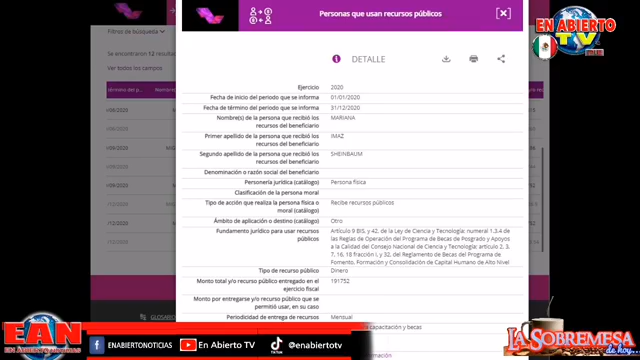 Personas que usan recursos públicos
[X]
EN ABIERTO
TV
Filtros de búsqueda
Se encontraron 12 resul
Ver todos los campos
DETALLE
término del p...
Nombre(s)
Ejercicio 2020
Fecha de inicio del periodo que se informa 01/01/2020
Fecha de término del periodo que se informa 31/12/2020
Nombre(s) de la persona que recibió los MARIANA
recursos del beneficiario
Primer apellido de la persona que recibió los IMAZ
recursos del beneficiario
Segundo apellido de la persona que recibió los SHEINBAUM
recursos del beneficiario
Denominación o razón social del beneficiario
Personería jurídica (catálogo) Persona física
Clasificación de la persona moral
Tipo de acción que realiza la persona física o Recibe recursos públicos
moral (catálogo)
Ámbito de aplicación o destino (catálogo) Otro
Fundamento jurídico para usar recursos Artículo 9 BIS, y 42, de la Ley de Ciencia y Tecnología; numeral 1.3.4
públicos de las Reglas de Operación del Programa de Becas de Posgrado y Apoyos
a la Calidad del Consejo Nacional de Ciencia y Tecnología; artículo 2, 3,
7, 16, 18 fracción I, y 32, del Reglamento de Becas del Programa de
Fomento, Formación y Consolidación de Capital Humano de Alto Nivel
Tipo de recurso público Dinero
Monto total y/o recurso público entregado en el 191752
ejercicio fiscal
Monto por entregarse y/o recurso público que se
permitió usar, en su caso
Periodicidad de entrega de recursos Mensual
capacitación y becas
GLOSARIO
formación
EAN
EN ABIERTO NOTICIAS
ENABIERTONOTICIAS
En Abierto TV
TikTok
@enabiertotv
LA SOBREMESA
de hoy...